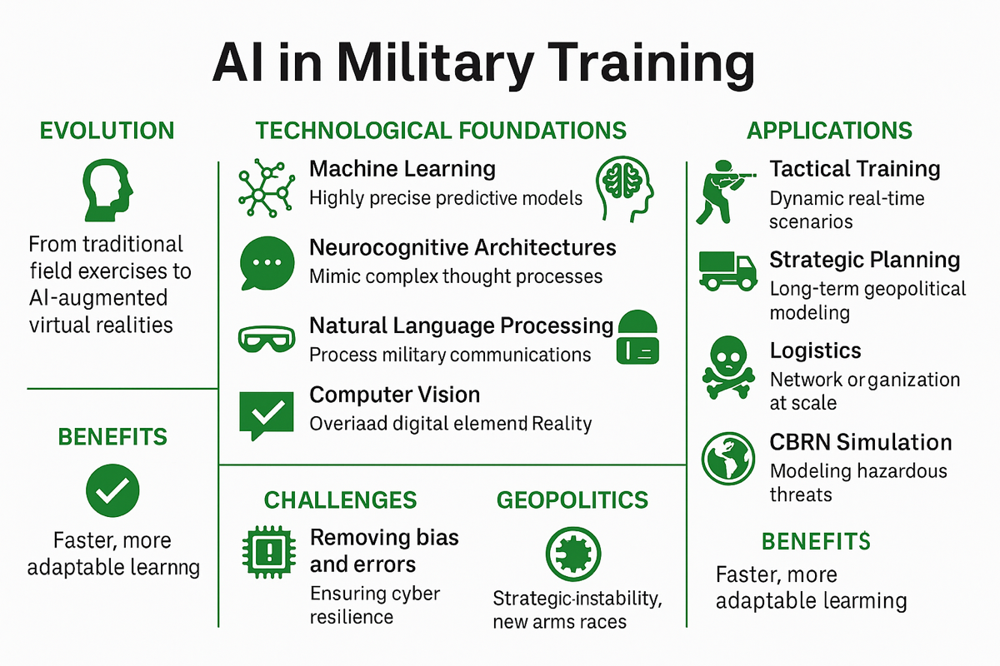 AI in Military Training
EVOLUTION
From traditional
field exercises to
AI-augmented
virtual realities
BENEFITS
Faster, more
adaptable learnng
TECHNOLOGICAL FOUNDATIONS
Machine Learning
Highly precise predictive models
Neurocognitive Architectures
Mimic complex thought processes
Natural Language Processing
Process military communications
Computer Vision
Overiaad digital elemend Reality
CHALLENGES
Removing bias
and errors
Ensuring cyber
resilience
GEOPOLITICS
Strategic-instability,
new arms races
APPLICATIONS
Tactical Training
Dynamic real-time
scenarios
Strategic Planning
Long-term geopolitical
modeling
Logistics
Network organization
at scale
CBRN Simulation
Modeling hazardous
threats
BENEFIT$
Faster, more
adaptable learming